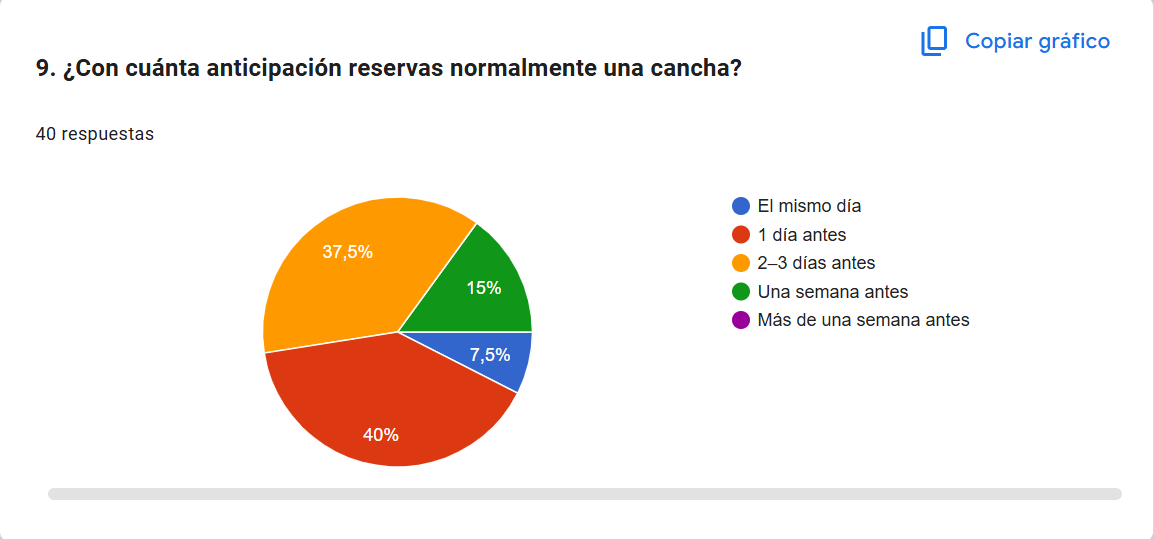 Copiar gráfico
9. ¿Con cuánta anticipación reservas normalmente una cancha?
40 respuestas
37,5%
15%
7,5%
40%
El mismo día
1 día antes
2–3 días antes
Una semana antes
Más de una semana antes